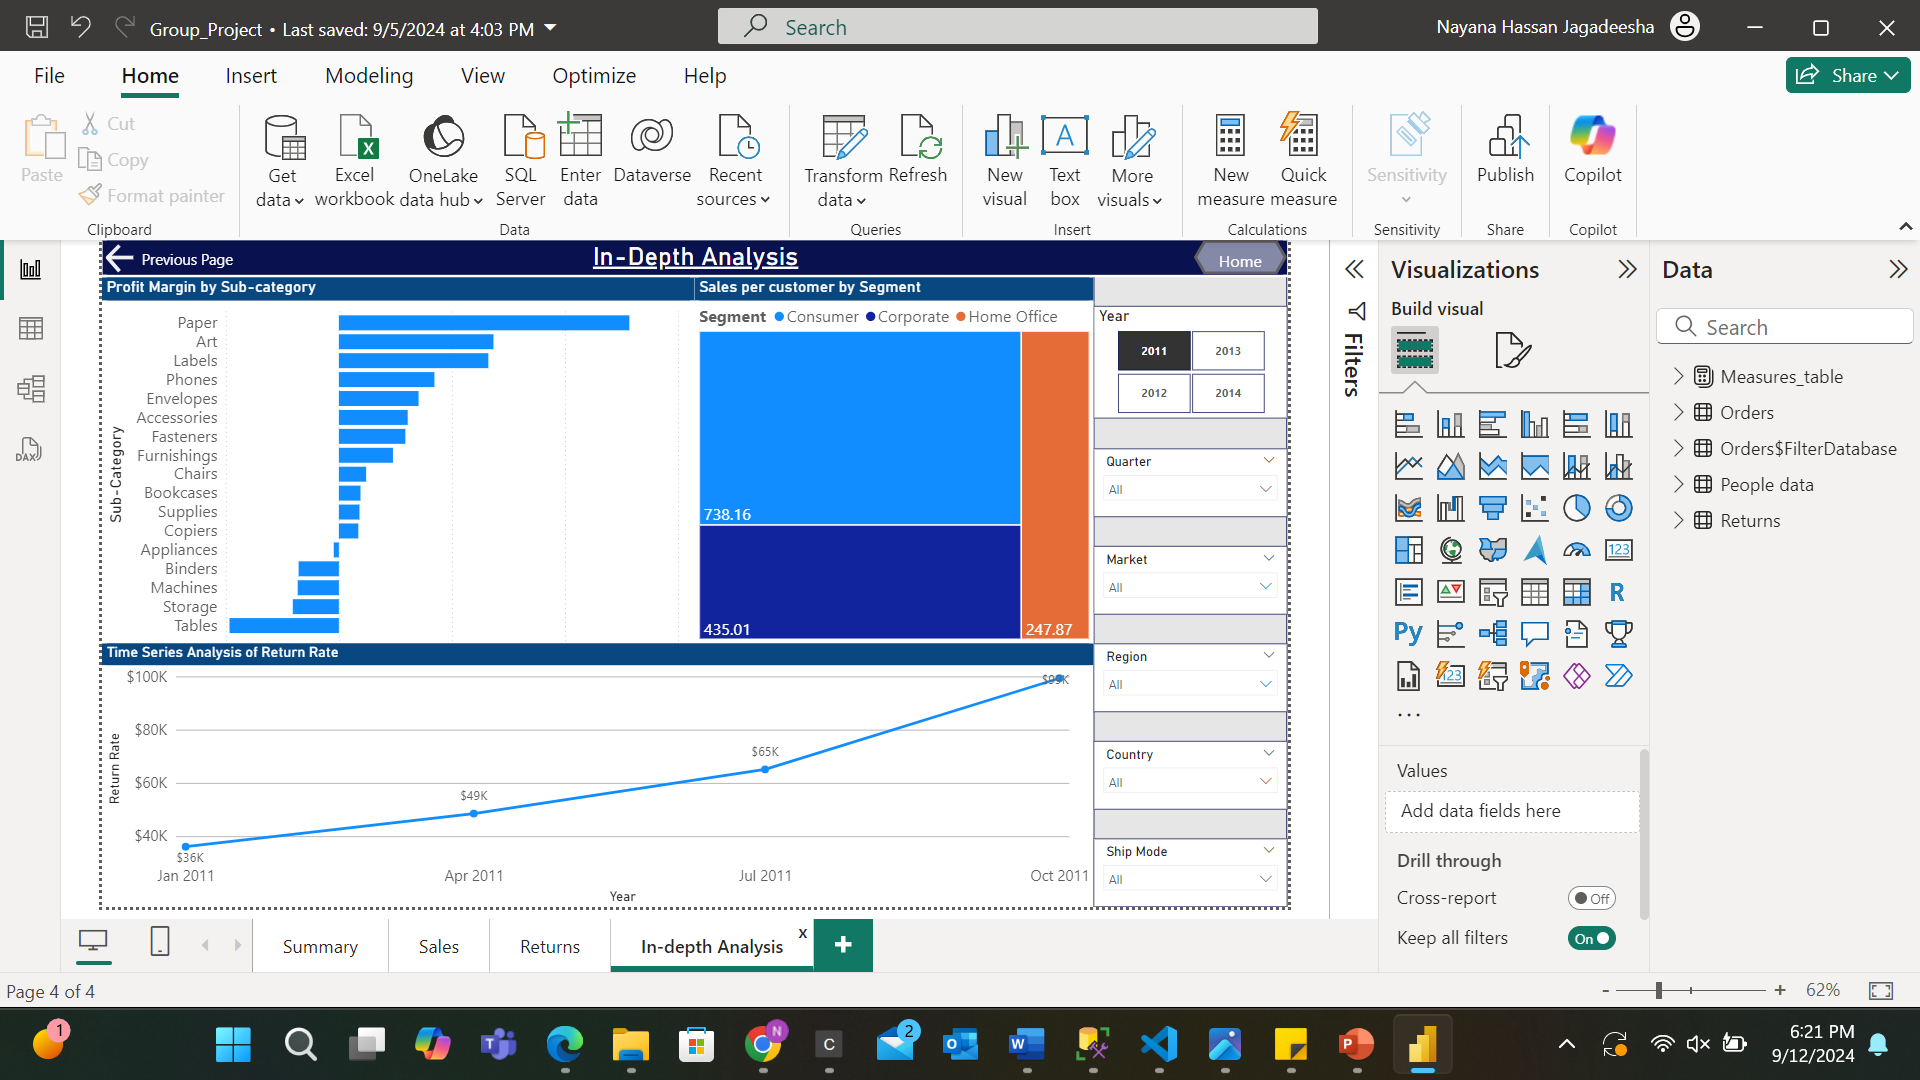 Group_Project • Last saved: 9/5/2024 at 4:03 PM
Search
Nayana Hassan Jagadeesha
File Home Insert Modeling View Optimize Help
Share
Paste
Cut
Copy
Format painter
Clipboard
Get data
Excel workbook
OneLake data hub
SQL Server
Enter data
Dataverse
Recent sources
Data
Transform data
Refresh
Queries
New visual
Text box
More visuals
Insert
New measure
Quick measure
Calculations
Sensitivity
Sensitivity
Publish
Share
Copilot
Copilot
DAX
Previous Page
In-Depth Analysis
Home
Profit Margin by Sub-category
Sub-Category
Paper
Art
Labels
Phones
Envelopes
Accessories
Fasteners
Furnishings
Chairs
Bookcases
Supplies
Copiers
Appliances
Binders
Machines
Storage
Tables
Sales per customer by Segment
Segment Consumer Corporate Home Office
738.16
435.01
247.87
Time Series Analysis of Return Rate
Return Rate
$100K
$80K
$60K
$40K
$36K
$49K
$65K
$99K
Jan 2011
Apr 2011
Jul 2011
Oct 2011
Year
Year
2011 2013
2012 2014
Quarter
All
Market
All
Region
All
Country
All
Ship Mode
All
Filters
Visualizations
Build visual
123
R
Py
123
Values
Add data fields here
Drill through
Cross-report
Off
Keep all filters
On
Data
Search
Measures_table
Orders
Orders$FilterDatabase
People data
Returns
Summary
Sales
Returns
In-depth Analysis
x
+
Page 4 of 4
- + 62%
1
N
C
2
6:21 PM
9/12/2024